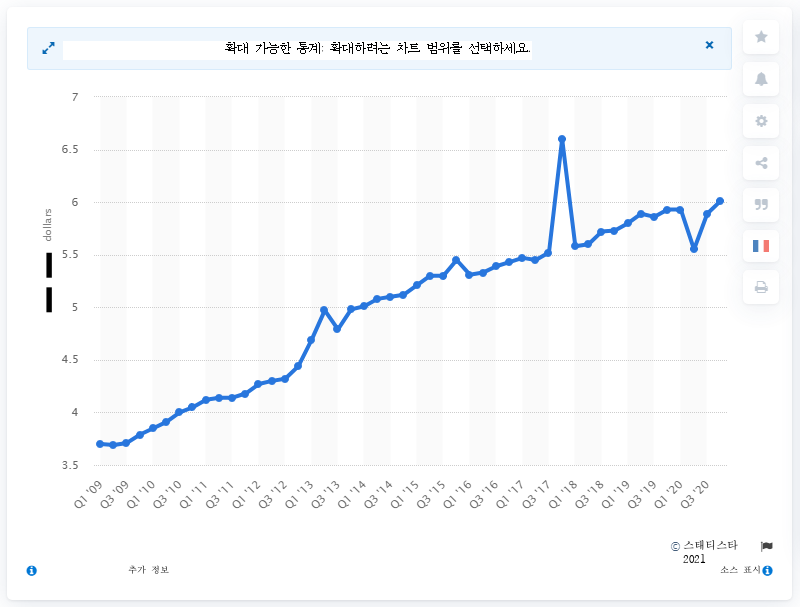 확대 가능한 통계: 확대하려는 차트 범위를 선택하세요.
7
6.5
6
5.5
5
4.5
4
3.5
dollars
Q1 '09
Q3 '09
Q1 '10
Q3 '10
Q1 '11
Q3 '11
Q1 '12
Q3 '12
Q1 '13
Q3 '13
Q1 '14
Q3 '14
Q1 '15
Q3 '15
Q1 '16
Q3 '16
Q1 '17
Q3 '17
Q1 '18
Q3 '18
Q1 '19
Q3 '19
Q1 '20
Q3 '20
© 스태티스타
2021
추가 정보
소스 표시